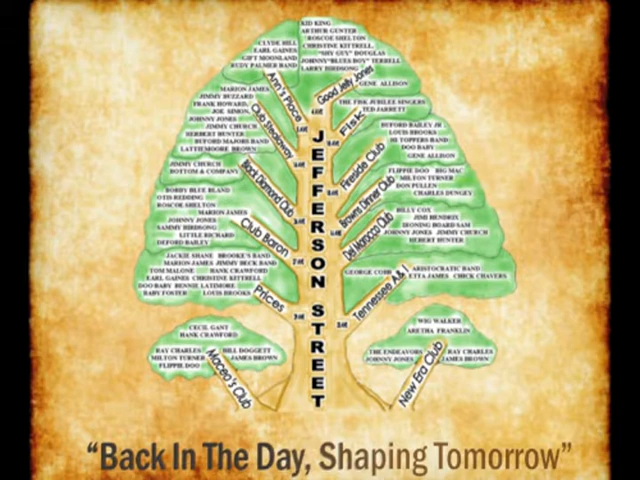 KID KING
ARTHUR GUNTER
ROSCOE SHELTON
CHRISTINE KITTRELL
"SHY GUY" DOUGLAS
JOHNNY "BLUES BOY" TERRELL
LARRY BIRDSONG
CLYDE HILL
EARL GAINES
GIFT MOONLAND
RUDY PALMER BAND
Ann's Place
Good Jelly Jones
GENE ALLISON
MARION JAMES
JIMMY BUZZARD
FRANK HOWARD,
JOE SIMON,
JOHNNY JONES
JIMMY CHURCH
HERBERT HUNTER
BUFORD MAJORS BAND
LATTIEMOORE BROWN
Club Stealaway
THE FISK JUBILEE SINGERS
TED JARRETT
Fisk
BUFORD BAILEY JR
LOUIS BROOKS
HI TOPPERS BAND
DOO BABY
GENE ALLISON
Fireside Club
JIMMY CHURCH
BOTTOM & COMPANY
Black Diamond Club
FLIPPIE DOO BIG MAC
MILTON TURNER
DON PULLEN
CHARLES DUNGEY
Browns Dinner Club
BOBBY BLUE BLAND
OTIS REDDING
ROSCOE SHELTON
MARION JAMES
JOHNNY JONES
SAMMY BIRDSONG
LITTLE RICHARD
DEFORD BAILEY
Club Baron
BILLY COX
JIMI HENDRIX
IRONING BOARD SAM
JOHNNY JONES JIMMY CHURCH
HEBERT HUNTER
Del Morocco Club
JACKIE SHANE BROOKE'S BAND
MARION JAMES JIMMY BECK BAND
TOM MALONE HANK CRAWFORD
EARL GAINES CHRISTINE KITTRELL
DOO BABY BENNIE LATIMORE
BABY FOSTER LOUIS BROOKS
Prices
GEORGE COBB
ARISTOCRATIC BAND
ETTA JAMES CHICK CHAVERS
Tennessee A&I
CECIL GANT
HANK CRAWFORD
RAY CHARLES
MILTON TURNER
FLIPPIE DOO
BILL DOGGETT
JAMES BROWN
Maceo's Club
WIG WALKER
ARETHA FRANKLIN
THE ENDEAVORS
JOHNNY JONES
RAY CHARLES
JAMES BROWN
New Era Club
JEFFERSON STREET
"Back In The Day, Shaping Tomorrow"